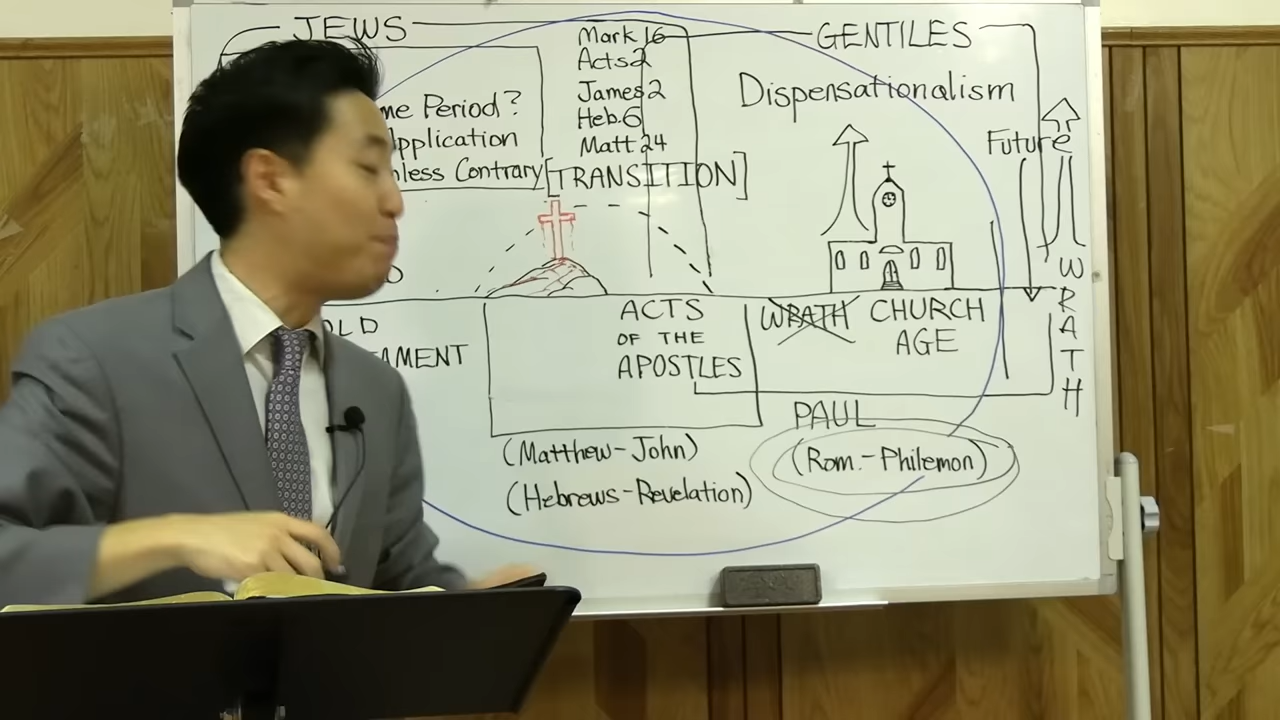 JEWS
me Period?
pplication
nless Contrary
Mark 16
Acts 2
James 2
Heb. 6
Matt. 24
[TRANSITION]
GENTILES
Dispensationalism
Future
WRATH
OLD
AMENT
ACTS
OF THE
APOSTLES
WRATH
CHURCH
AGE
PAUL
(Matthew-John)
(Hebrews-Revelation)
(Rom.-Philemon)